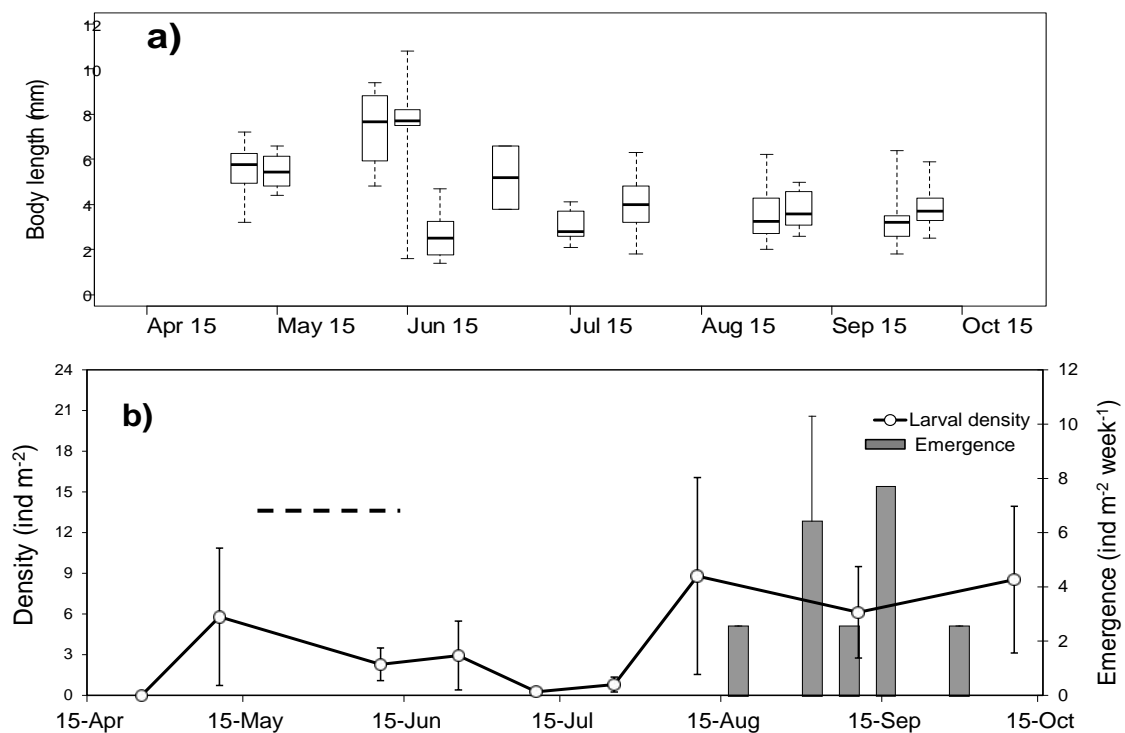 a)
Body length (mm)
12
10
8
6
4
2
0
Apr 15 May 15 Jun 15 Jul 15 Aug 15 Sep 15 Oct 15
b)
Density (ind m-2)
24
21
18
15
12
9
6
3
0
Larval density
Emergence
12
10
8
6
4
2
0
Emergence (ind m-2 week-1)
15-Apr 15-May 15-Jun 15-Jul 15-Aug 15-Sep 15-Oct